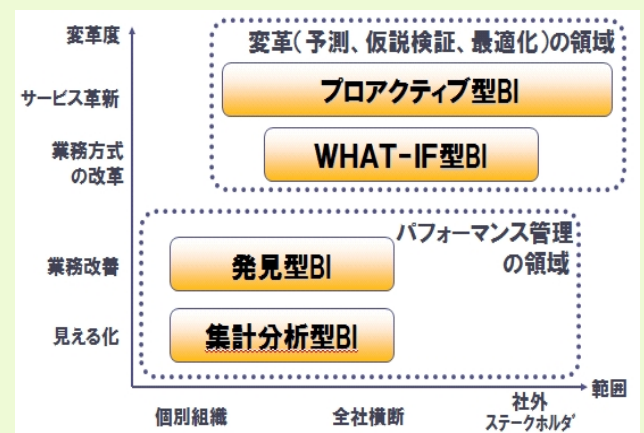 変革度
変革(予測、仮説検証、最適化)の領域
サービス革新
プロアクティブ型BI
業務方式
の改革
WHAT-IF型BI
パフォーマンス管理
の領域
業務改善
発見型BI
見える化
集計分析型BI
範囲
個別組織
全社横断
社外
ステークホルダ